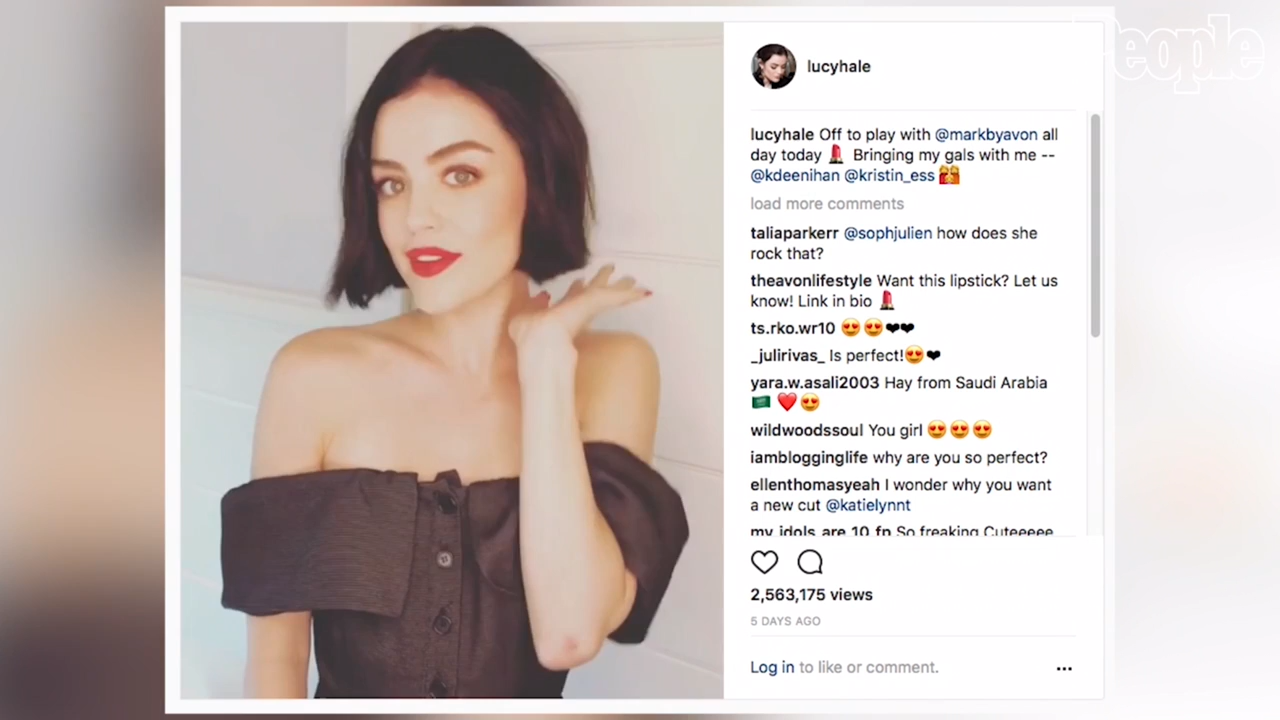 People
lucyhale
lucyhale Off to play with @markbyavon all
day today 💄 Bringing my gals with me --
@kdeenihan @kristin_ess 👯
load more comments
taliaparkerr @sophjulien how does she
rock that?
theavonlifestyle Want this lipstick? Let us
know! Link in bio 💄
ts.rko.wr10 😍😍❤❤
_julirivas_ Is perfect!😍❤
yara.w.asali2003 Hay from Saudi Arabia
🇸🇦 ❤️ 😍
wildwoodssoul You girl 😍😍😍
iamblogginglife why are you so perfect?
ellenthomasyeah I wonder why you want
a new cut @katielynnt
my_idols_are_10_fp So freaking Cuteeeee
2,563,175 views
5 DAYS AGO
Log in to like or comment.